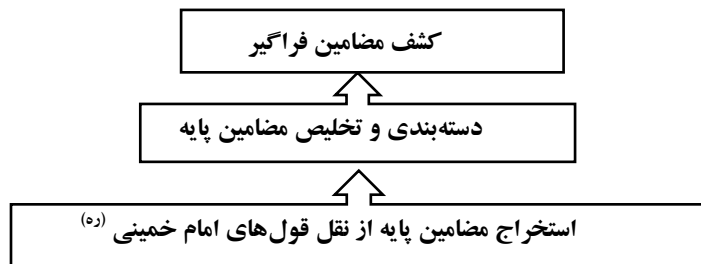 کشف مضامین فراگیر
دسته‌بندی و تخلیص مضامین پایه
استخراج مضامین پایه از نقل قول‌های امام خمینی (ره)